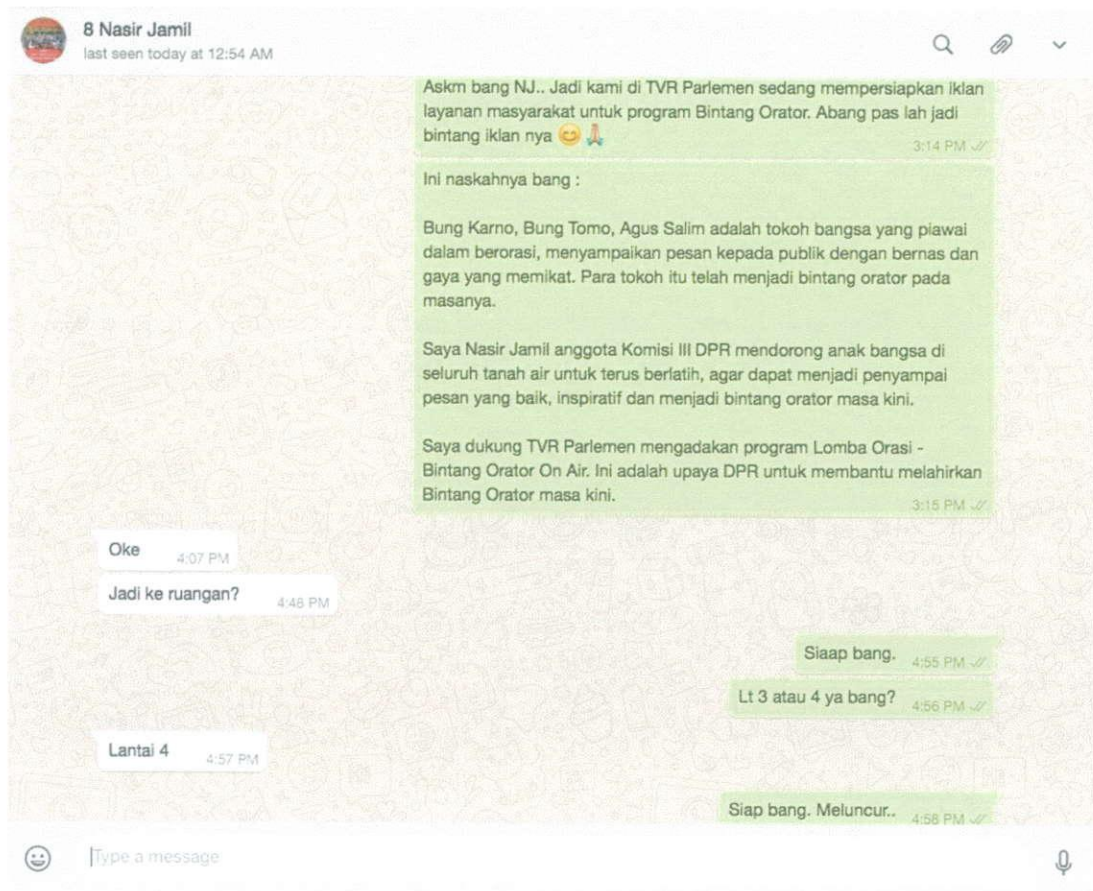 8 Nasir Jamil
last seen today at 12:54 AM
Askm bang NJ.. Jadi kami di TVR Parlemen sedang mempersiapkan iklan
layanan masyarakat untuk program Bintang Orator. Abang pas lah jadi
bintang iklan nya 😊 🙏
3:14 PM
Ini naskahnya bang :
Bung Karno, Bung Tomo, Agus Salim adalah tokoh bangsa yang piawai
dalam berorasi, menyampaikan pesan kepada publik dengan bernas dan
gaya yang memikat. Para tokoh itu telah menjadi bintang orator pada
masanya.
Saya Nasir Jamil anggota Komisi III DPR mendorong anak bangsa di
seluruh tanah air untuk terus berlatih, agar dapat menjadi penyampai
pesan yang baik, inspiratif dan menjadi bintang orator masa kini.
Saya dukung TVR Parlemen mengadakan program Lomba Orasi -
Bintang Orator On Air. Ini adalah upaya DPR untuk membantu melahirkan
Bintang Orator masa kini.
3:15 PM
Oke 4:07 PM
Jadi ke ruangan? 4:48 PM
Siaap bang. 4:55 PM
Lt 3 atau 4 ya bang? 4:56 PM
Lantai 4 4:57 PM
Siap bang. Meluncur.. 4:58 PM
Type a message